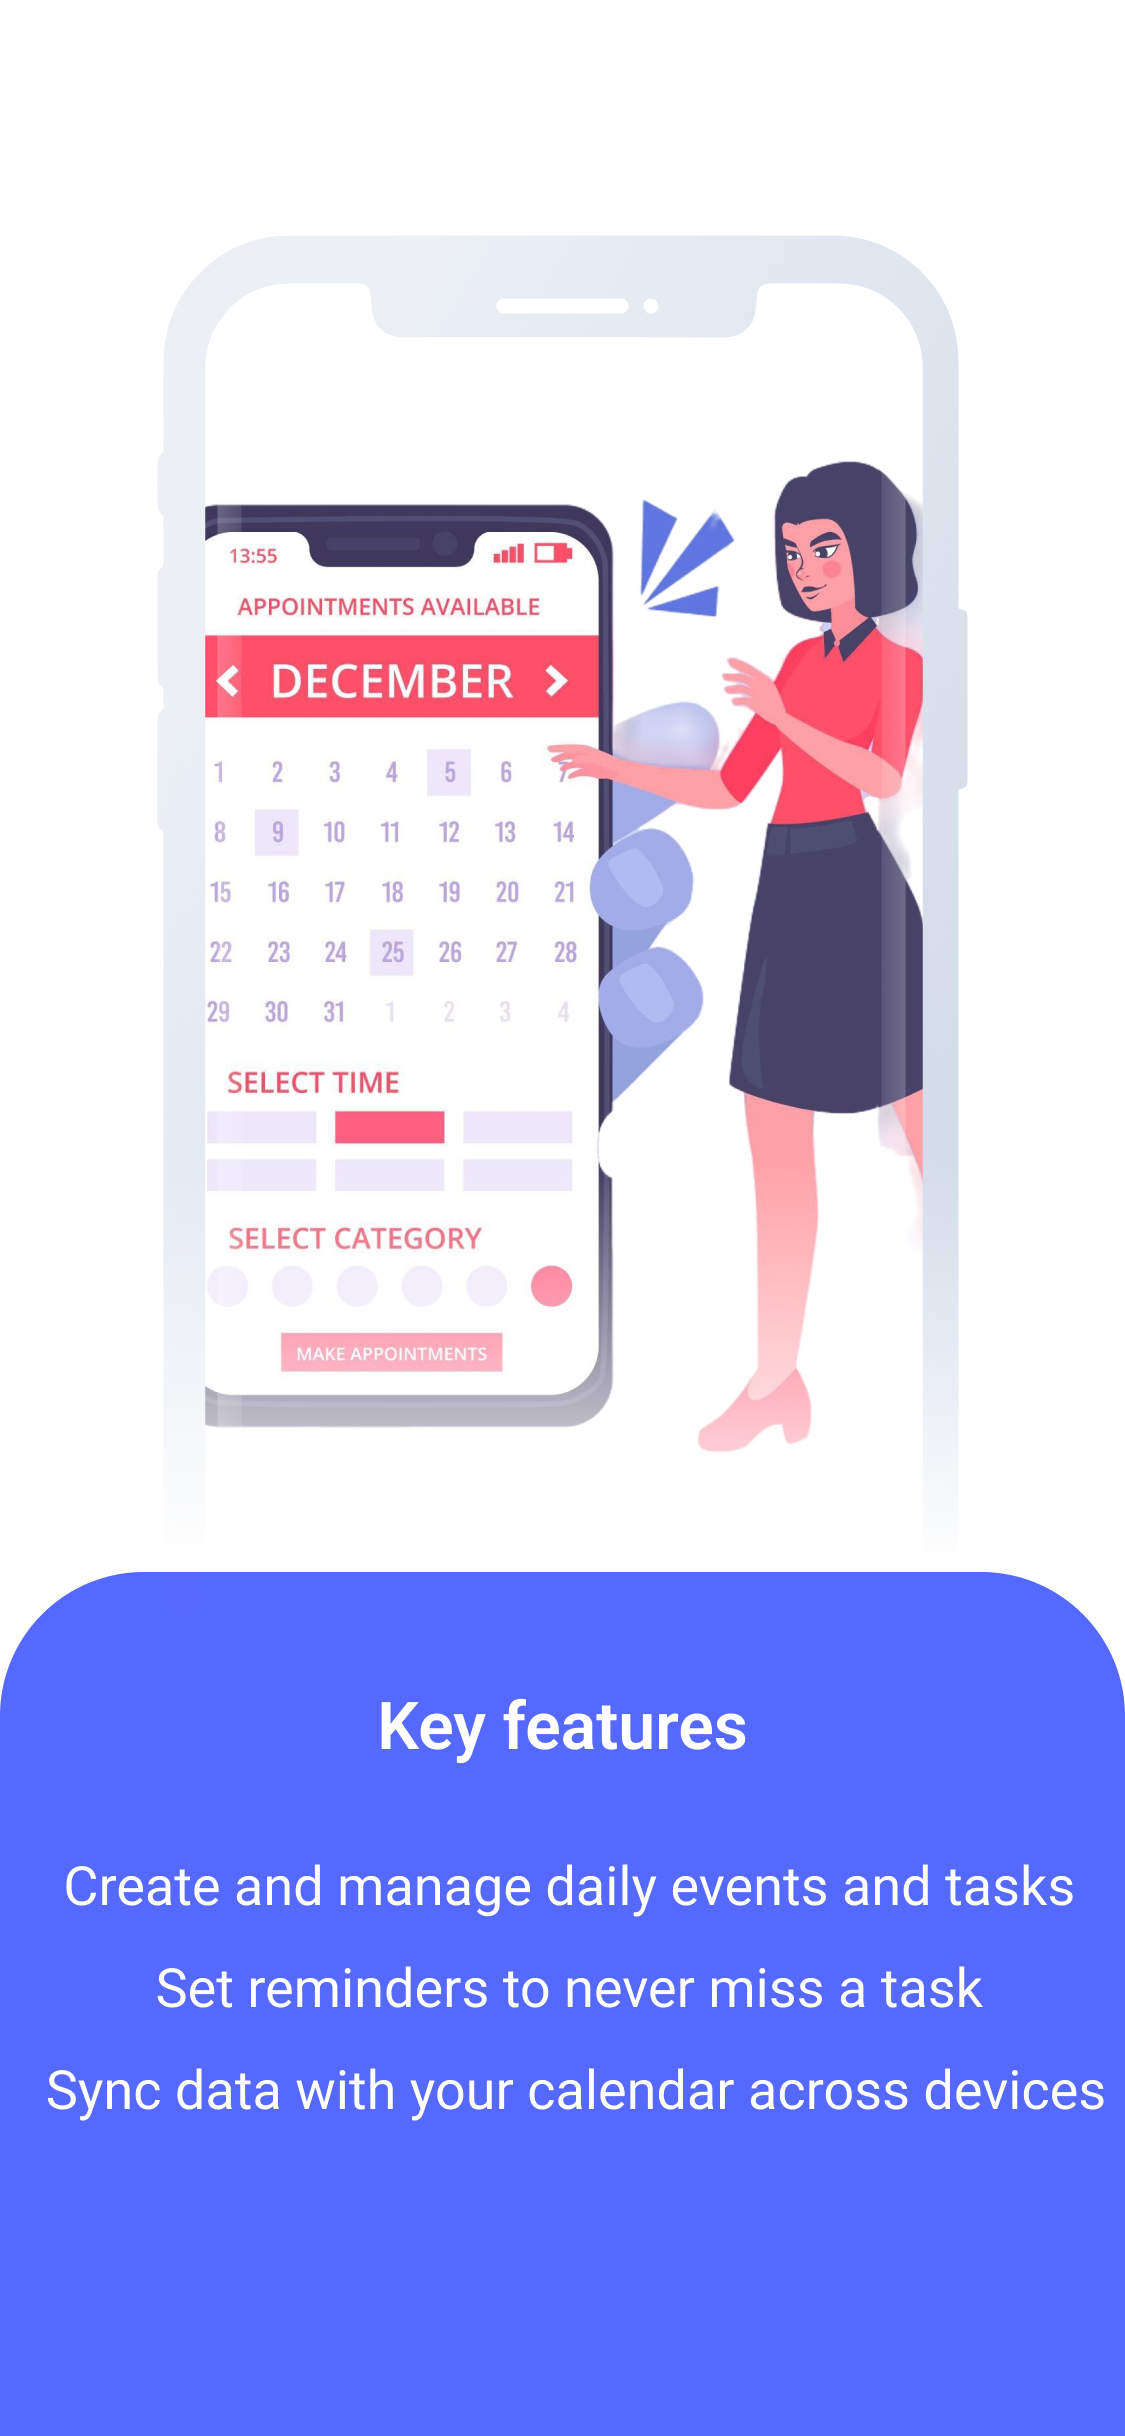 13:55
APPOINTMENTS AVAILABLE
DECEMBER
1 2 3 4 5 6 7
8 9 10 11 12 13 14
15 16 17 18 19 20 21
22 23 24 25 26 27 28
29 30 31 1 2 3 4
SELECT TIME
SELECT CATEGORY
MAKE APPOINTMENTS
Key features
Create and manage daily events and tasks
Set reminders to never miss a task
Sync data with your calendar across devices